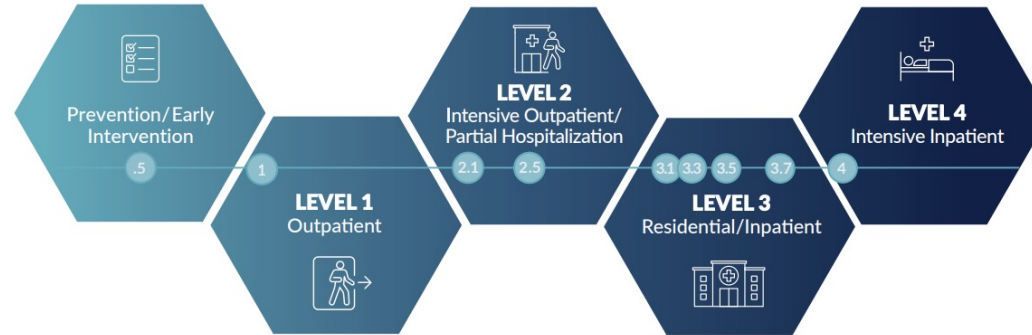 Prevention/Early
Intervention
.5
1
LEVEL 1
Outpatient
LEVEL 2
Intensive Outpatient/
Partial Hospitalization
2.1
2.5
3.1
3.3
3.5
3.7
LEVEL 3
Residential/Inpatient
LEVEL 4
Intensive Inpatient
4